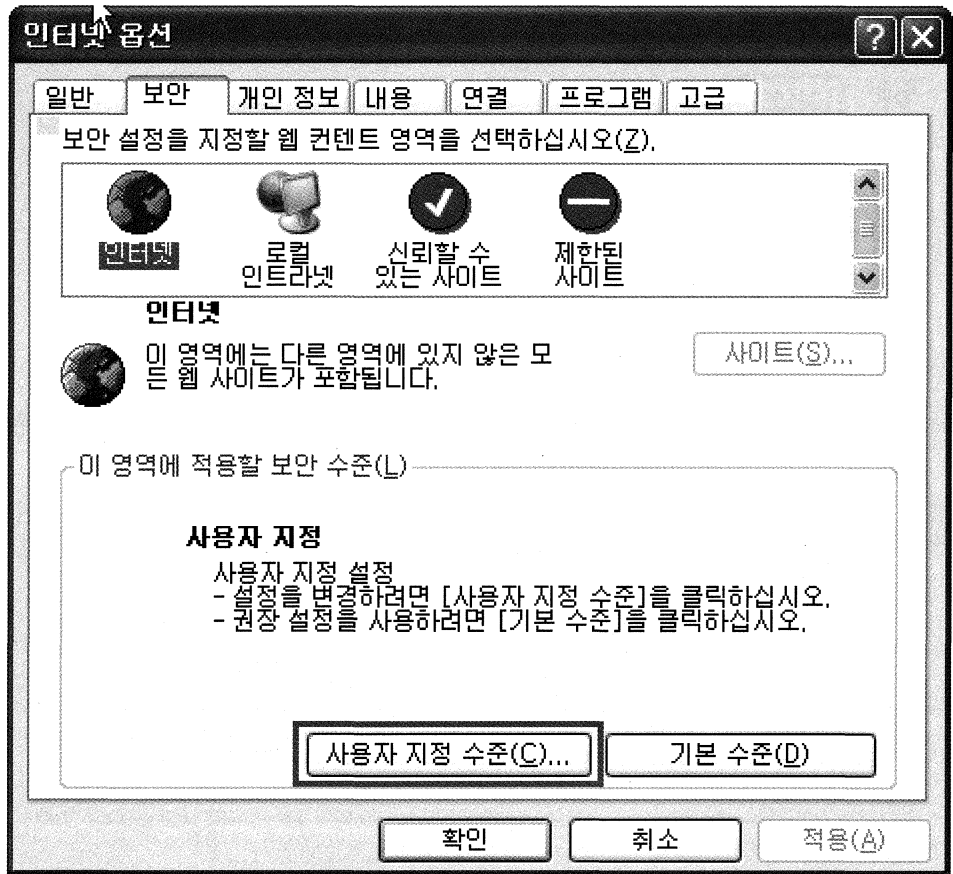 인터넷 옵션
일반 보안 개인 정보 내용 연결 프로그램 고급
보안 설정을 지정할 웹 컨텐트 영역을 선택하십시오(Z).
인터넷
로컬
인트라넷
신뢰할 수
있는 사이트
제한된
사이트
인터넷
이 영역에는 다른 영역에 있지 않은 모
든 웹 사이트가 포함됩니다.
사이트(S)...
이 영역에 적용할 보안 수준(L)
사용자 지정
사용자 지정 설정
- 설정을 변경하려면 [사용자 지정 수준]을 클릭하십시오.
- 권장 설정을 사용하려면 [기본 수준]을 클릭하십시오.
사용자 지정 수준(C)... 기본 수준(D)
확인 취소 적용(A)